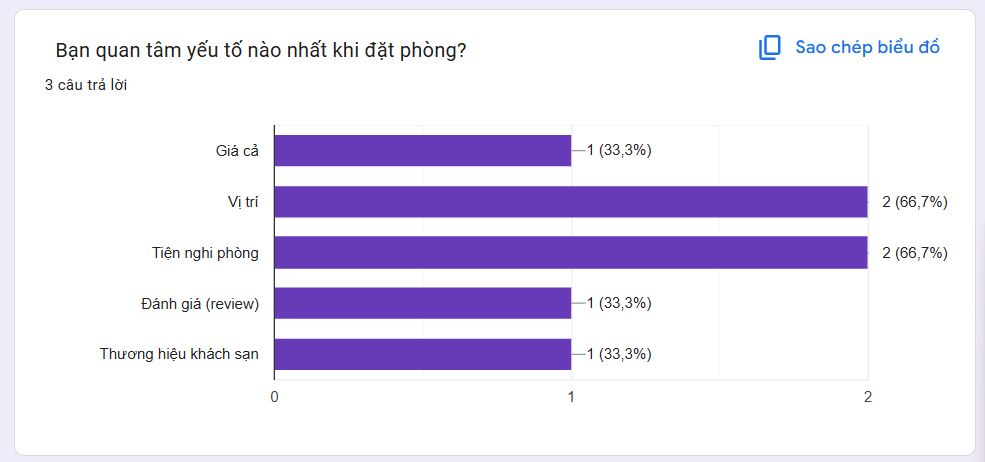 Bạn quan tâm yếu tố nào nhất khi đặt phòng?
Sao chép biểu đồ
3 câu trả lời
Giá cả
1 (33,3%)
Vị trí
2 (66,7%)
Tiện nghi phòng
2 (66,7%)
Đánh giá (review)
1 (33,3%)
Thương hiệu khách sạn
1 (33,3%)
0
1
2